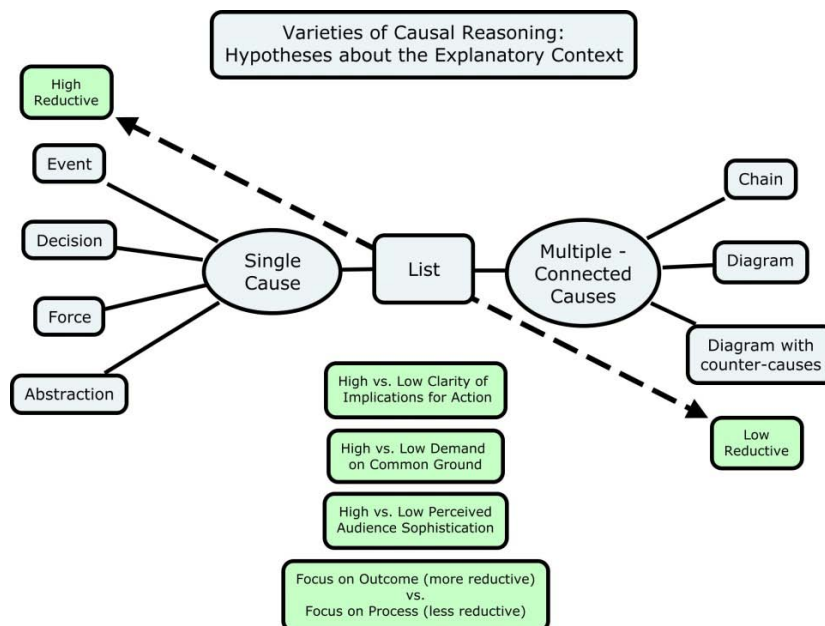 Varieties of Causal Reasoning:
Hypotheses about the Explanatory Context
High
Reductive
Event
Decision
Force
Abstraction
Single
Cause
List
Multiple -
Connected
Causes
Chain
Diagram
Diagram with
counter-causes
Low
Reductive
High vs. Low Clarity of
Implications for Action
High vs. Low Demand
on Common Ground
High vs. Low Perceived
Audience Sophistication
Focus on Outcome (more reductive)
vs.
Focus on Process (less reductive)